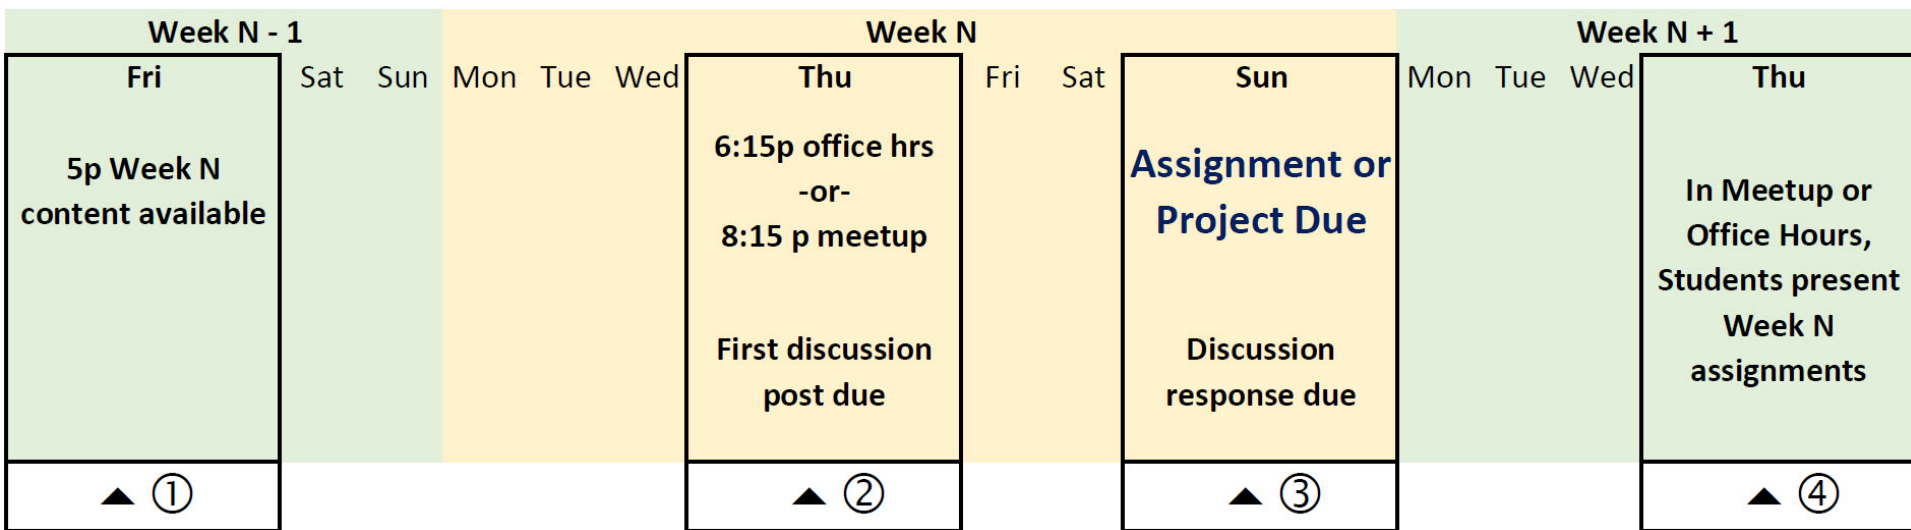 Week N - 1 Week N Week N + 1
Fri Sat Sun Mon Tue Wed Thu Fri Sat Sun Mon Tue Wed Thu
5p Week N
content available
6:15p office hrs
-or-
8:15 p meetup
First discussion
post due
Assignment or
Project Due
Discussion
response due
In Meetup or
Office Hours,
Students present
Week N
assignments
▲ ① ▲ ② ▲ ③ ▲ ④